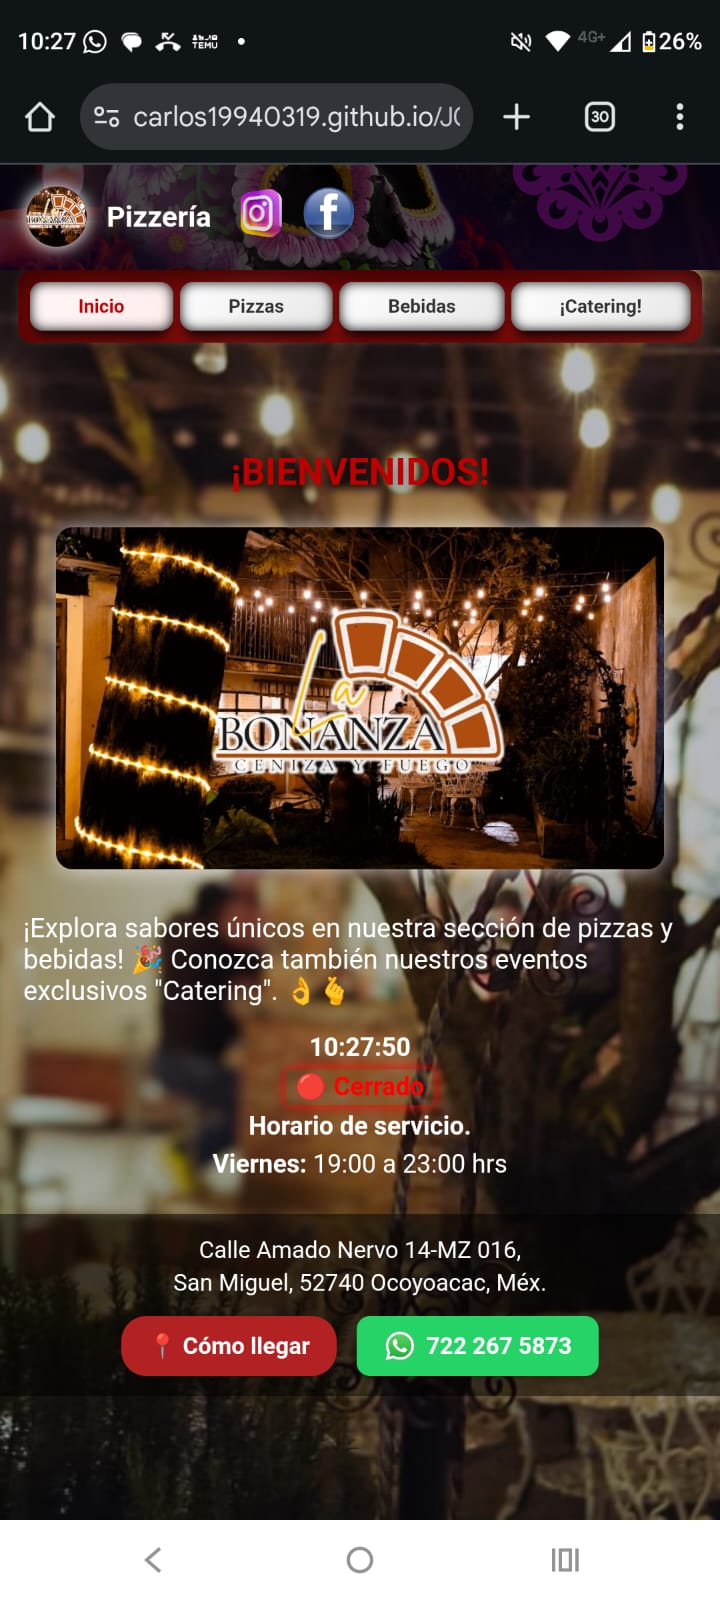 10:27
TEMU
4G+
26%
carlos19940319.github.io/J
30
BONANZA
Pizzería
Inicio
Pizzas
Bebidas
¡Catering!
¡BIENVENIDOS!
La
BONANZA
CENIZA Y FUEGO
¡Explora sabores únicos en nuestra sección de pizzas y
bebidas! 🎉 Conozca también nuestros eventos
exclusivos "Catering". 👌🫰
10:27:50
🔴 Cerrado
Horario de servicio.
Viernes: 19:00 a 23:00 hrs
Calle Amado Nervo 14-MZ 016,
San Miguel, 52740 Ocoyoacac, Méx.
📍 Cómo llegar
722 267 5873